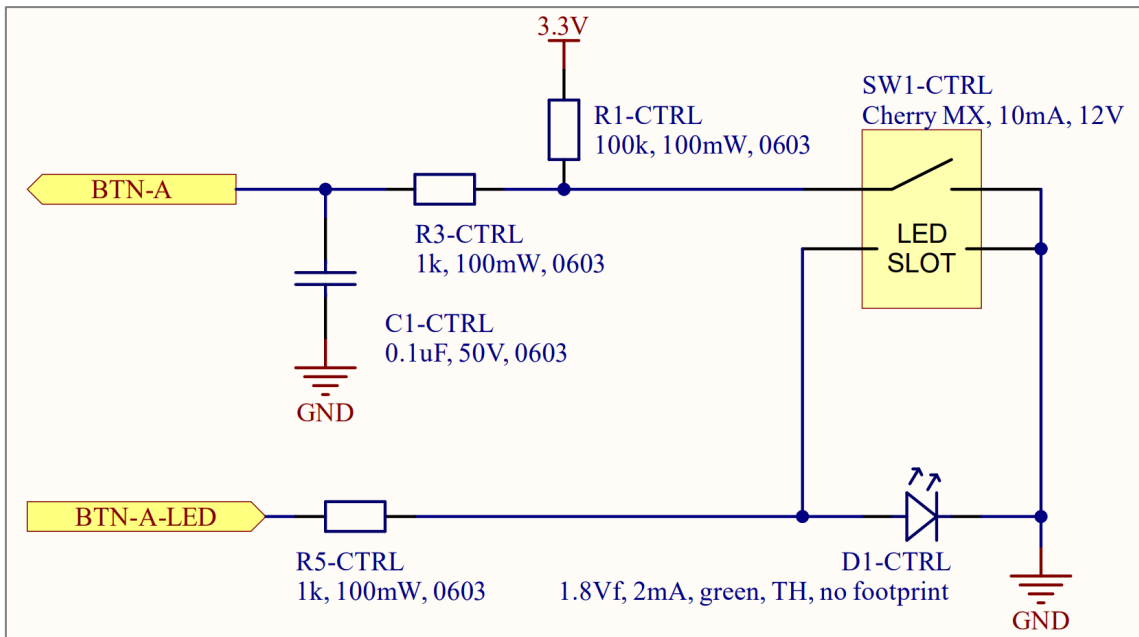 3.3V
SW1-CTRL
Cherry MX, 10mA, 12V
R1-CTRL
100k, 100mW, 0603
BTN-A
R3-CTRL
1k, 100mW, 0603
LED
SLOT
C1-CTRL
0.1uF, 50V, 0603
GND
BTN-A-LED
R5-CTRL
1k, 100mW, 0603
D1-CTRL
1.8Vf, 2mA, green, TH, no footprint
GND